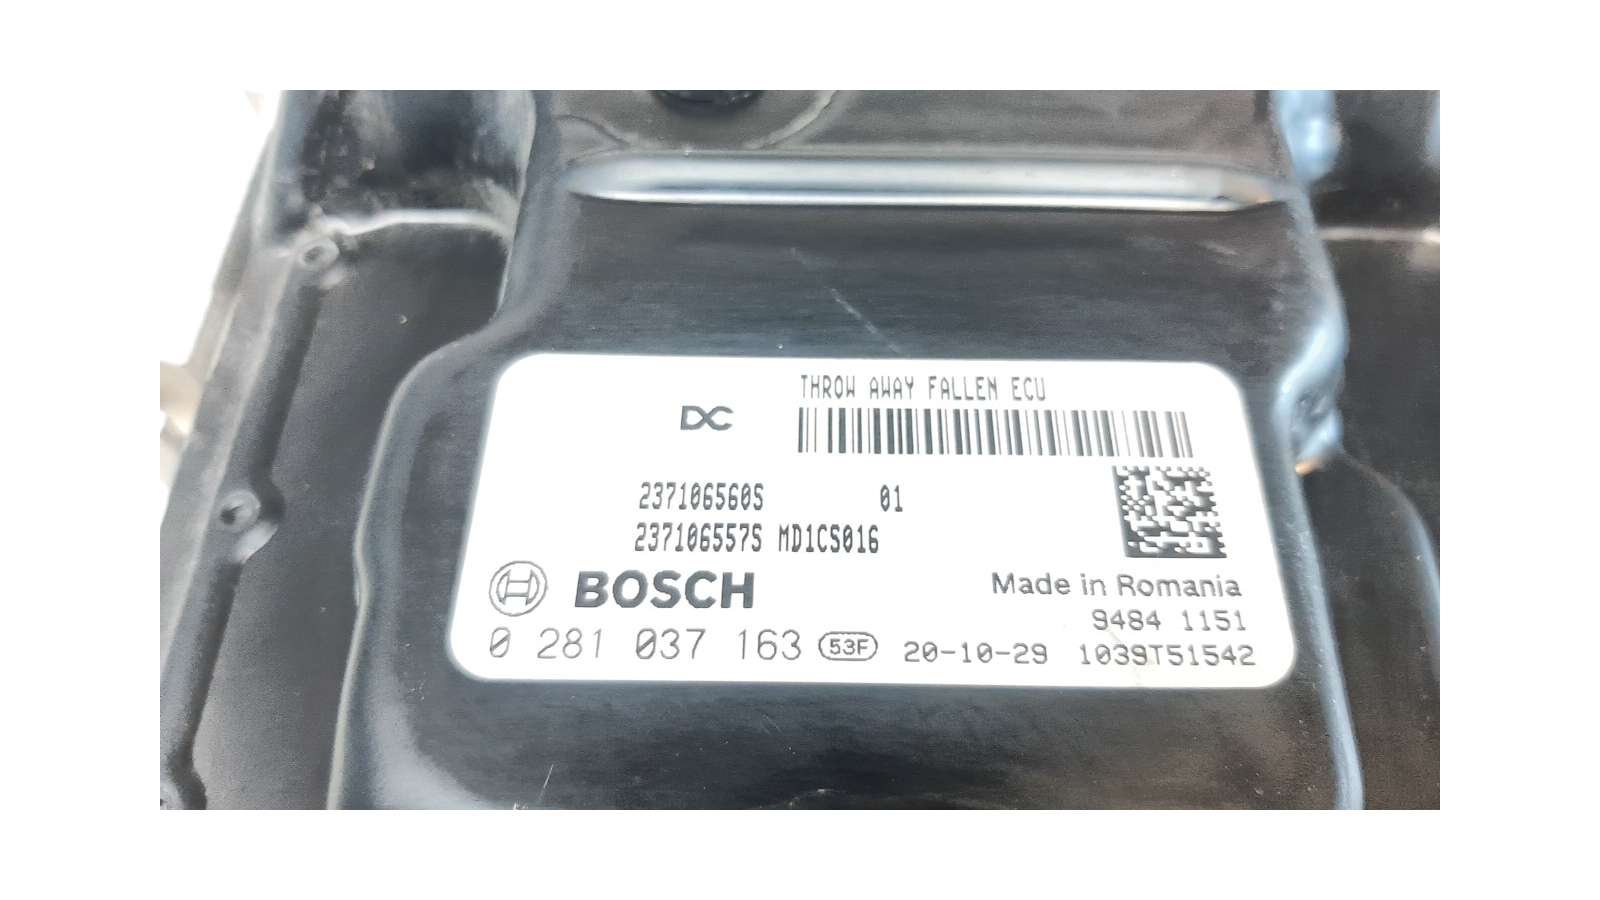 THROW AWAY FALLEN ECU
DC
237106560S 01
237106557S MD1CS016
BOSCH
Made in Romania
9484 1151
0 281 037 163 53F 20-10-29 1039T51542